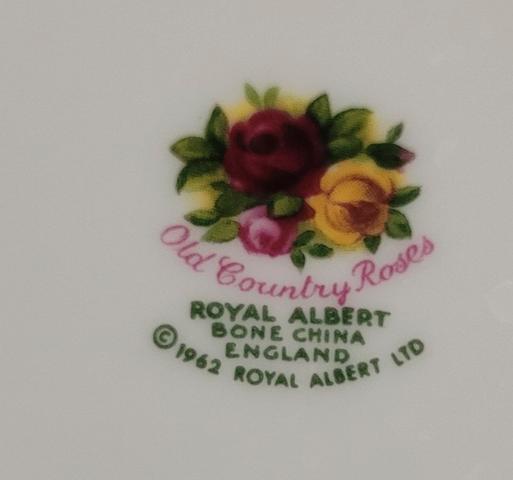 Old Country Roses
ROYAL ALBERT
BONE CHINA
ENGLAND
©1962 ROYAL ALBERT LTD